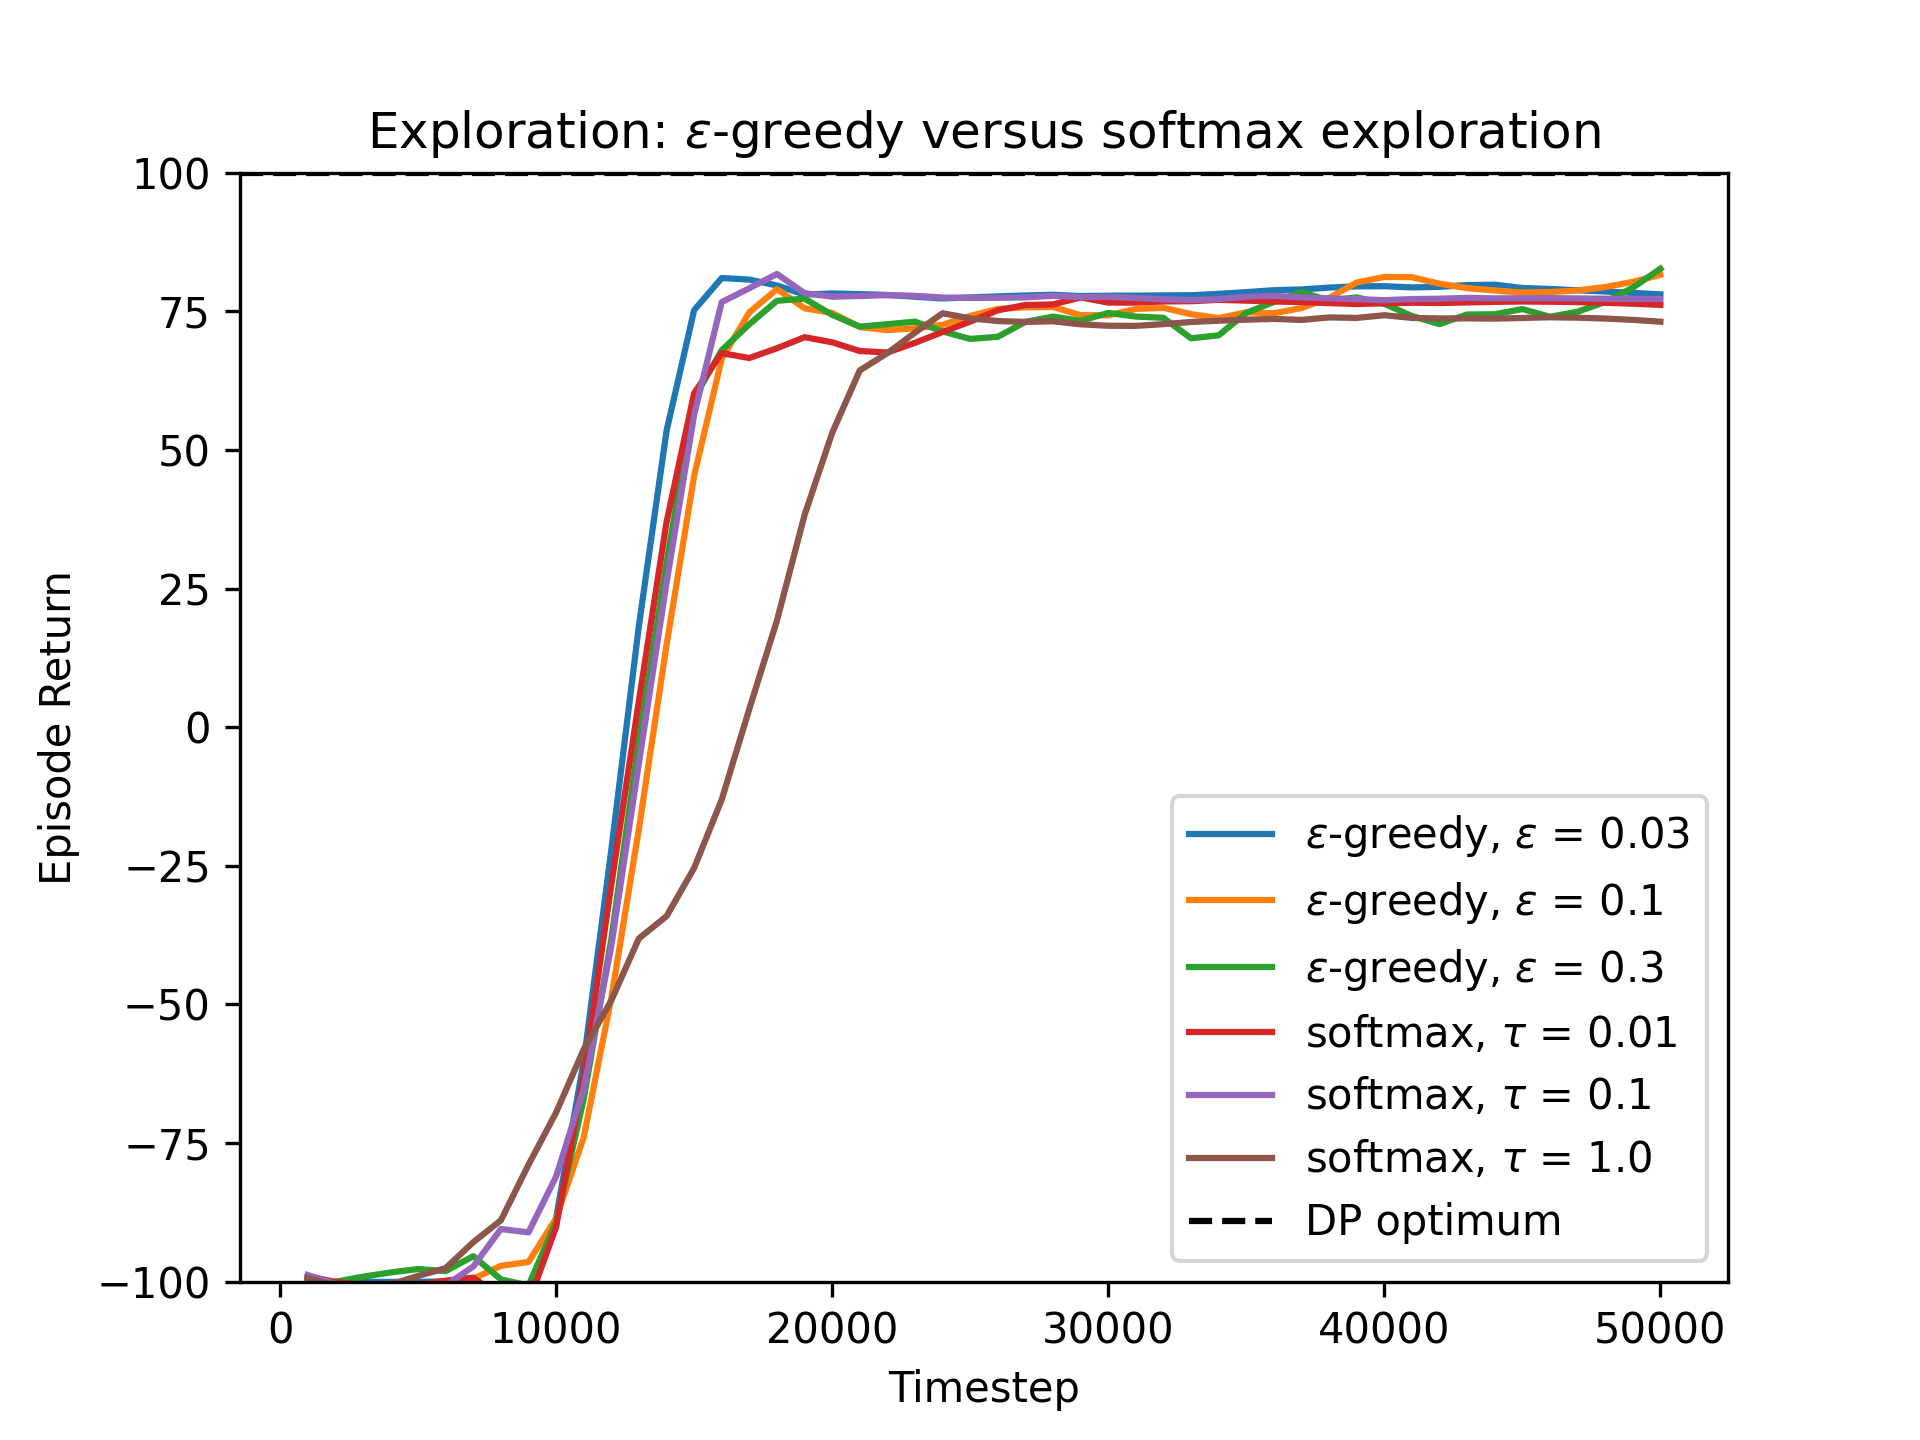 Exploration: ε-greedy versus softmax exploration
100
75
50
25
0
−25
−50
−75
−100
Episode Return
0 10000 20000 30000 40000 50000
Timestep
ε-greedy, ε = 0.03
ε-greedy, ε = 0.1
ε-greedy, ε = 0.3
softmax, τ = 0.01
softmax, τ = 0.1
softmax, τ = 1.0
DP optimum